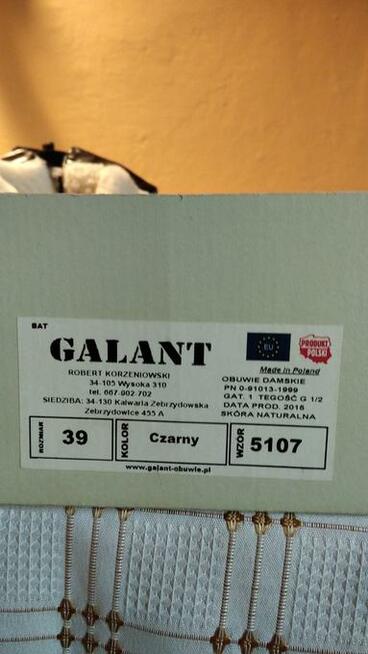 BAT
GALANT
ROBERT KORZENIOWSKI
34-105 Wysoka 310
tel. 667-902-702
SIEDZIBA: 34-130 Kalwaria Zebrzydowska
Zebrzydowice 455 A
EU
PRODUKT
POLSKI
Made in Poland
OBUWIE DAMSKIE
PN 0-91013-1999
GAT. 1 TEGOŚĆ G 1/2
DATA PROD. 2016
SKÓRA NATURALNA
ROZMIAR 39
KOLOR Czarny
WZÓR 5107
www.galant-obuwie.pl